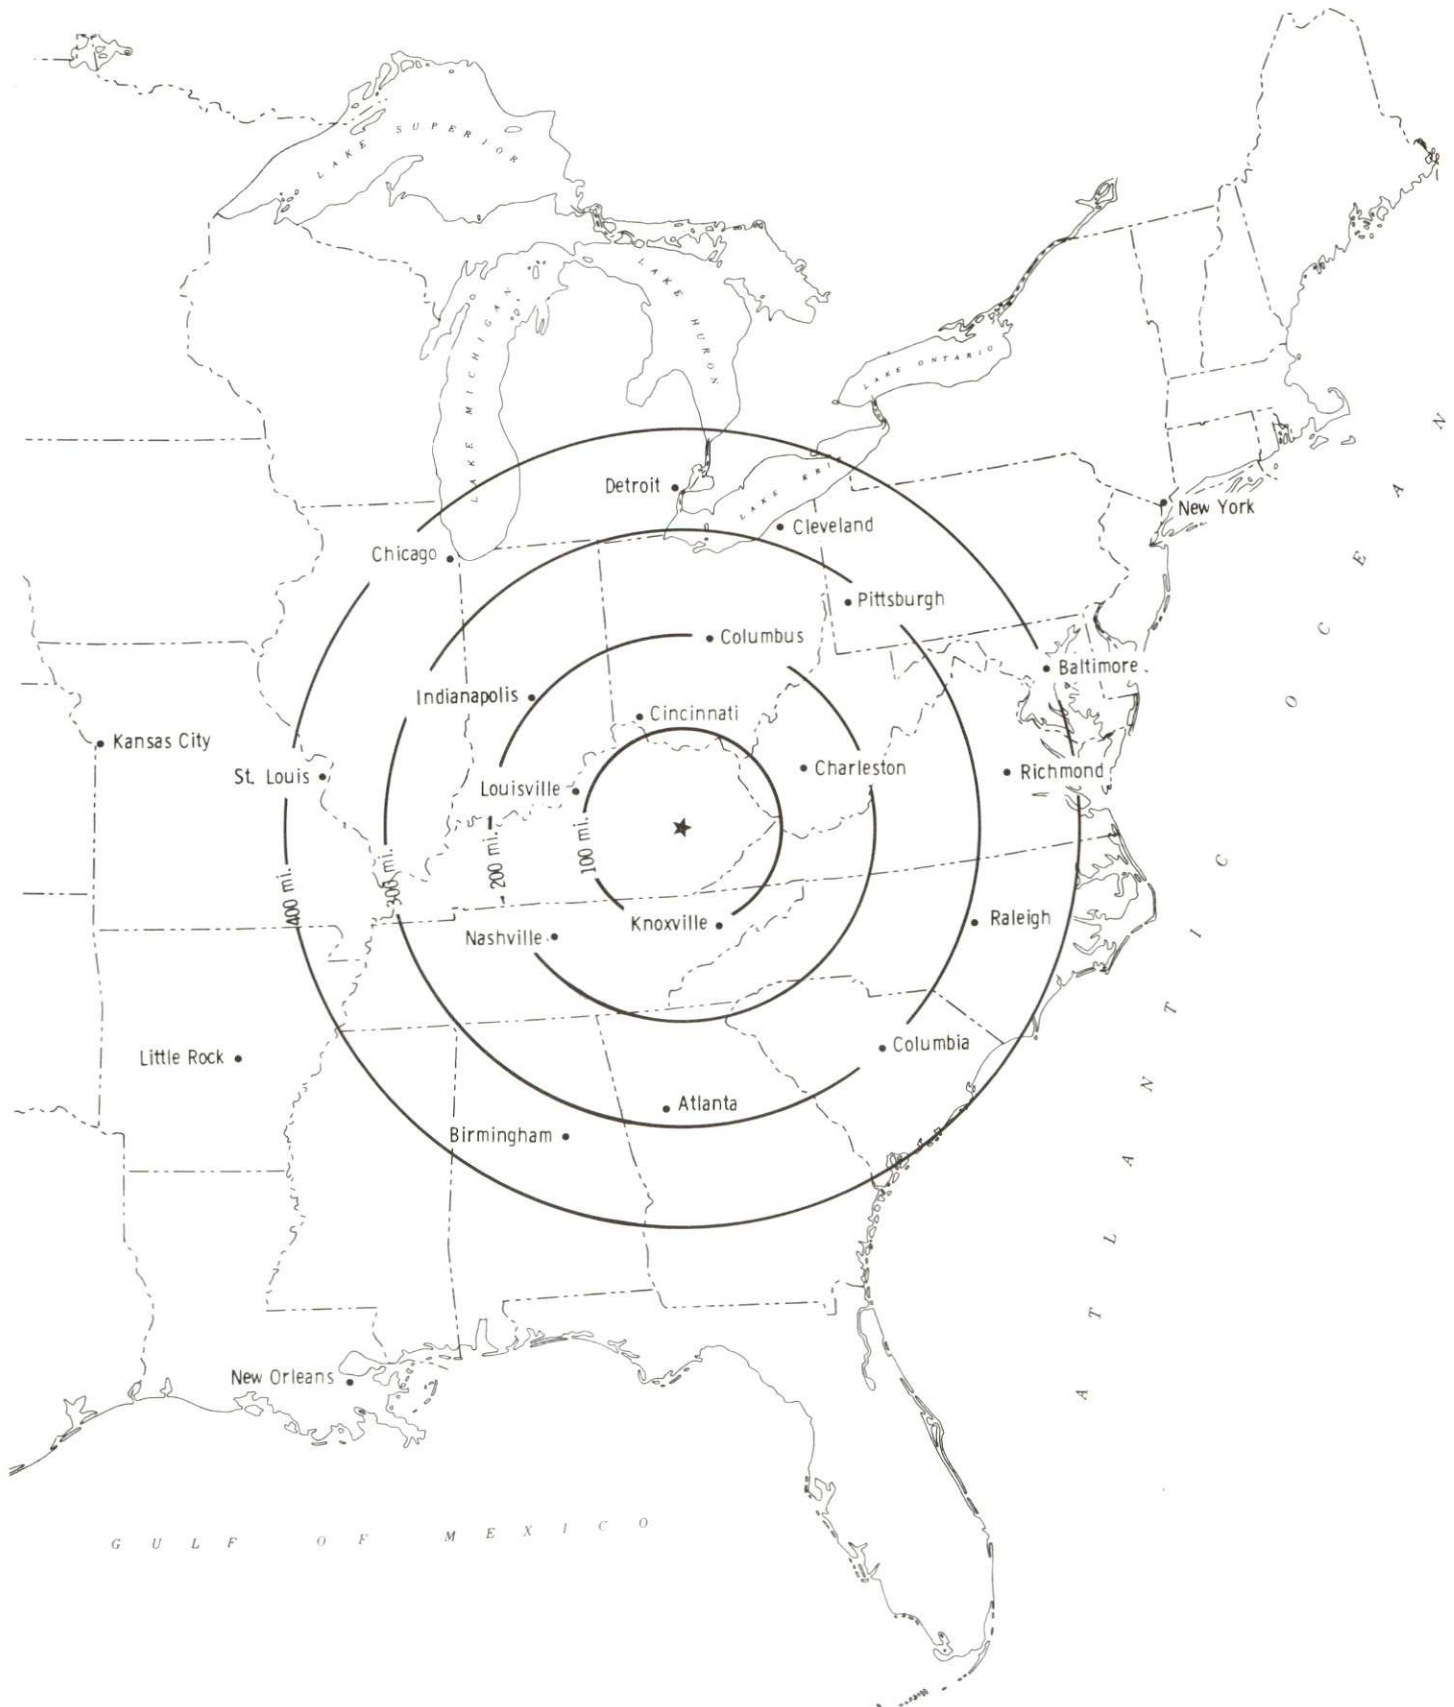 LAKE SUPERIOR
LAKE MICHIGAN
LAKE HURON
LAKE ONTARIO
LAKE ERI
Detroit
Cleveland
New York
Chicago
Pittsburgh
Columbus
Baltimore
Indianapolis
Cincinnati
Kansas City
St. Louis
Louisville
Charleston
Richmond
400 mi.
300 mi.
200 mi.
100 mi.
Nashville
Knoxville
Raleigh
Little Rock
Columbia
Atlanta
Birmingham
New Orleans
GULF OF MEXICO
ATLANTIC OCEAN